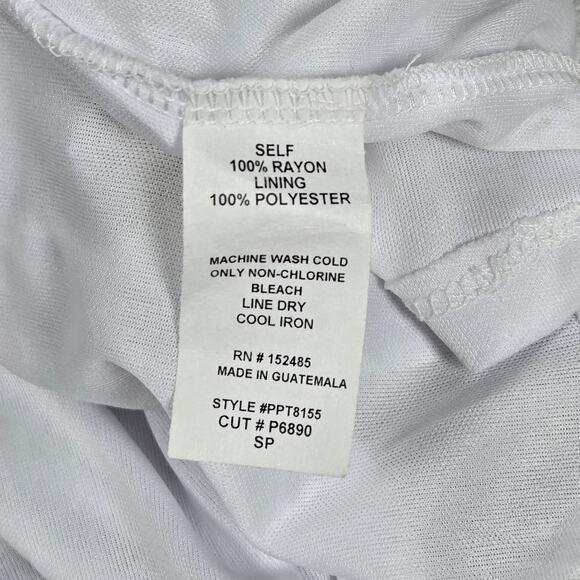 SELF
100% RAYON
LINING
100% POLYESTER
MACHINE WASH COLD
ONLY NON-CHLORINE
BLEACH
LINE DRY
COOL IRON
RN # 152485
MADE IN GUATEMALA
STYLE #PPT8155
CUT # P6890
SP